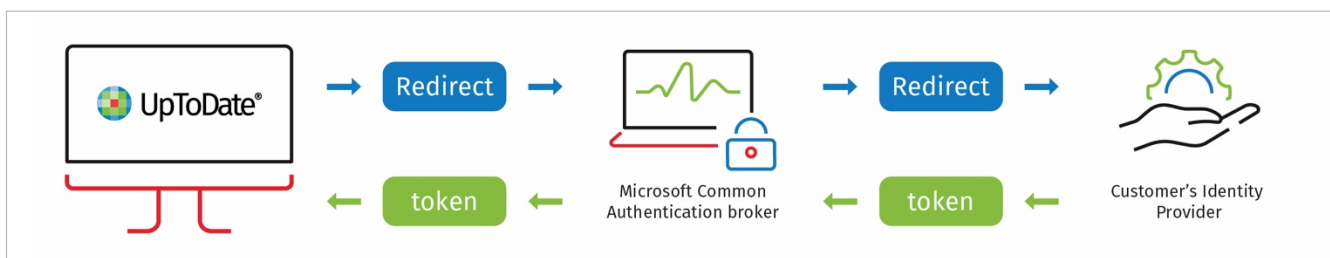 UpToDate®
Redirect
Redirect
token
Microsoft Common
Authentication broker
token
Customer's Identity
Provider